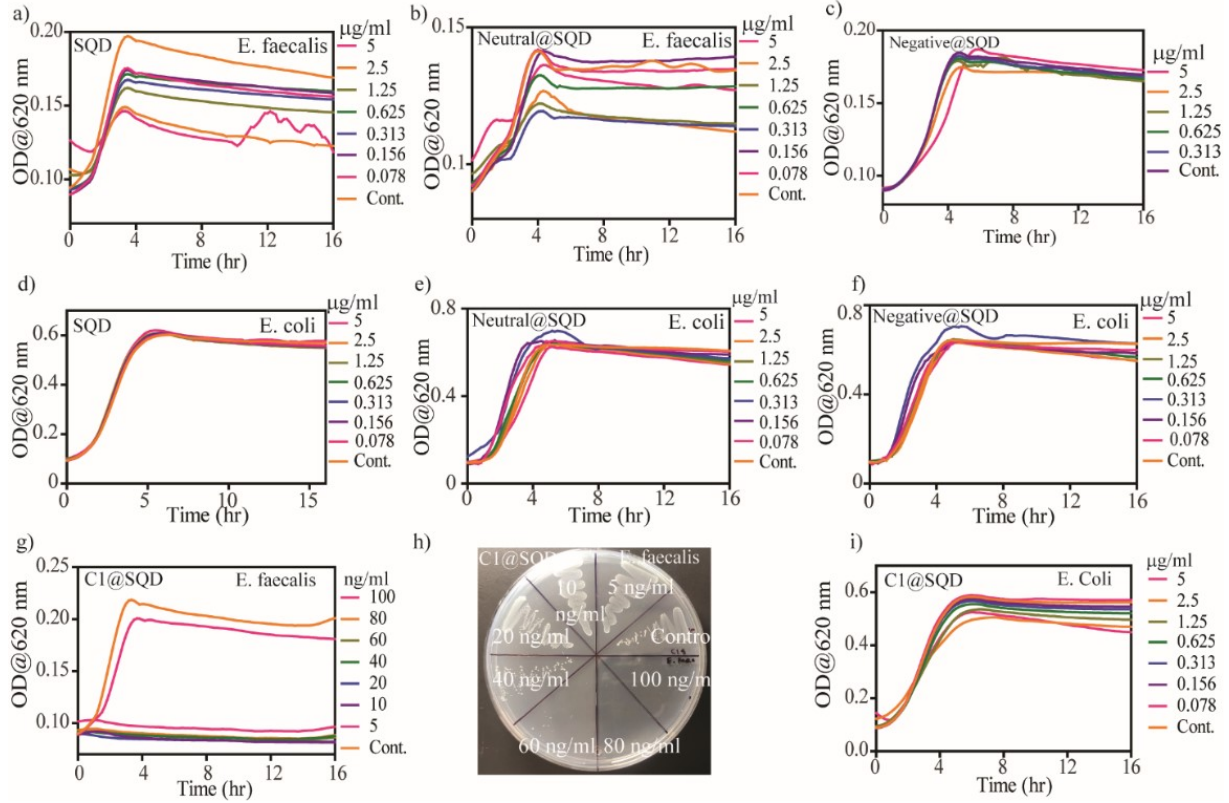 a)
SQD
E. faecalis
μg/ml
5
2.5
1.25
0.625
0.313
0.156
0.078
Cont.
OD@620 nm
0.20
0.15
0.10
0
4
8
12
16
Time (hr)
b)
Neutral@SQD
E. faecalis
μg/ml
5
2.5
1.25
0.625
0.313
0.156
0.078
Cont.
OD@620 nm
0.15
0.1
0
4
8
12
16
Time (hr)
c)
Negative@SQD
μg/ml
5
2.5
1.25
0.625
0.313
Cont.
OD@620 nm
0.20
0.15
0.10
0
4
8
12
16
Time (hr)
d)
SQD
E. coli
μg/ml
5
2.5
1.25
0.625
0.313
0.156
0.078
Cont.
OD@620 nm
0.6
0.4
0.2
0
0
5
10
15
Time (hr)
e)
Neutral@SQD
E. coli
μg/ml
5
2.5
1.25
0.625
0.313
0.156
0.078
Cont.
OD@620 nm
0.8
0.4
0
0
4
8
12
16
Time (hr)
f)
Negative@SQD
E. coli
μg/ml
5
2.5
1.25
0.625
0.313
0.156
0.078
Cont.
OD@620 nm
0.8
0.4
0
0
4
8
12
16
Time (hr)
g)
C1@SQD
E. faecalis
ng/ml
100
80
60
40
20
10
5
Cont.
OD@620 nm
0.25
0.20
0.15
0.10
0
4
8
12
16
Time (hr)
h)
C1@SQD
E. faecalis
10
ng/ml
5 ng/ml
20 ng/ml
Contro
40 ng/ml
100 ng/m
60 ng/ml
80 ng/ml
i)
C1@SQD
E. Coli
μg/ml
5
2.5
1.25
0.625
0.313
0.156
0.078
Cont.
OD@620 nm
0.6
0.4
0.2
0.0
0
4
8
12
16
Time (hr)